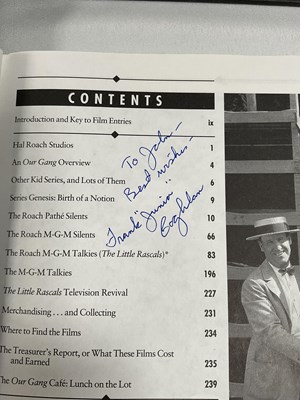 CONTENTS
Introduction and Key to Film Entries ix
Hal Roach Studios 1
An Our Gang Overview 4
Other Kid Series, and Lots of Them 6
Series Genesis: Birth of a Notion 9
The Roach Pathé Silents 10
The Roach M-G-M Silents 66
The Roach M-G-M Talkies (The Little Rascals)* 83
The M-G-M Talkies 196
The Little Rascals Television Revival 227
Merchandising . . . and Collecting 231
Where to Find the Films 234
The Treasurer's Report, or What These Films Cost
and Earned 235
The Our Gang Café: Lunch on the Lot 239
To John –
Best wishes –
Frank "Junior"
Coghlan